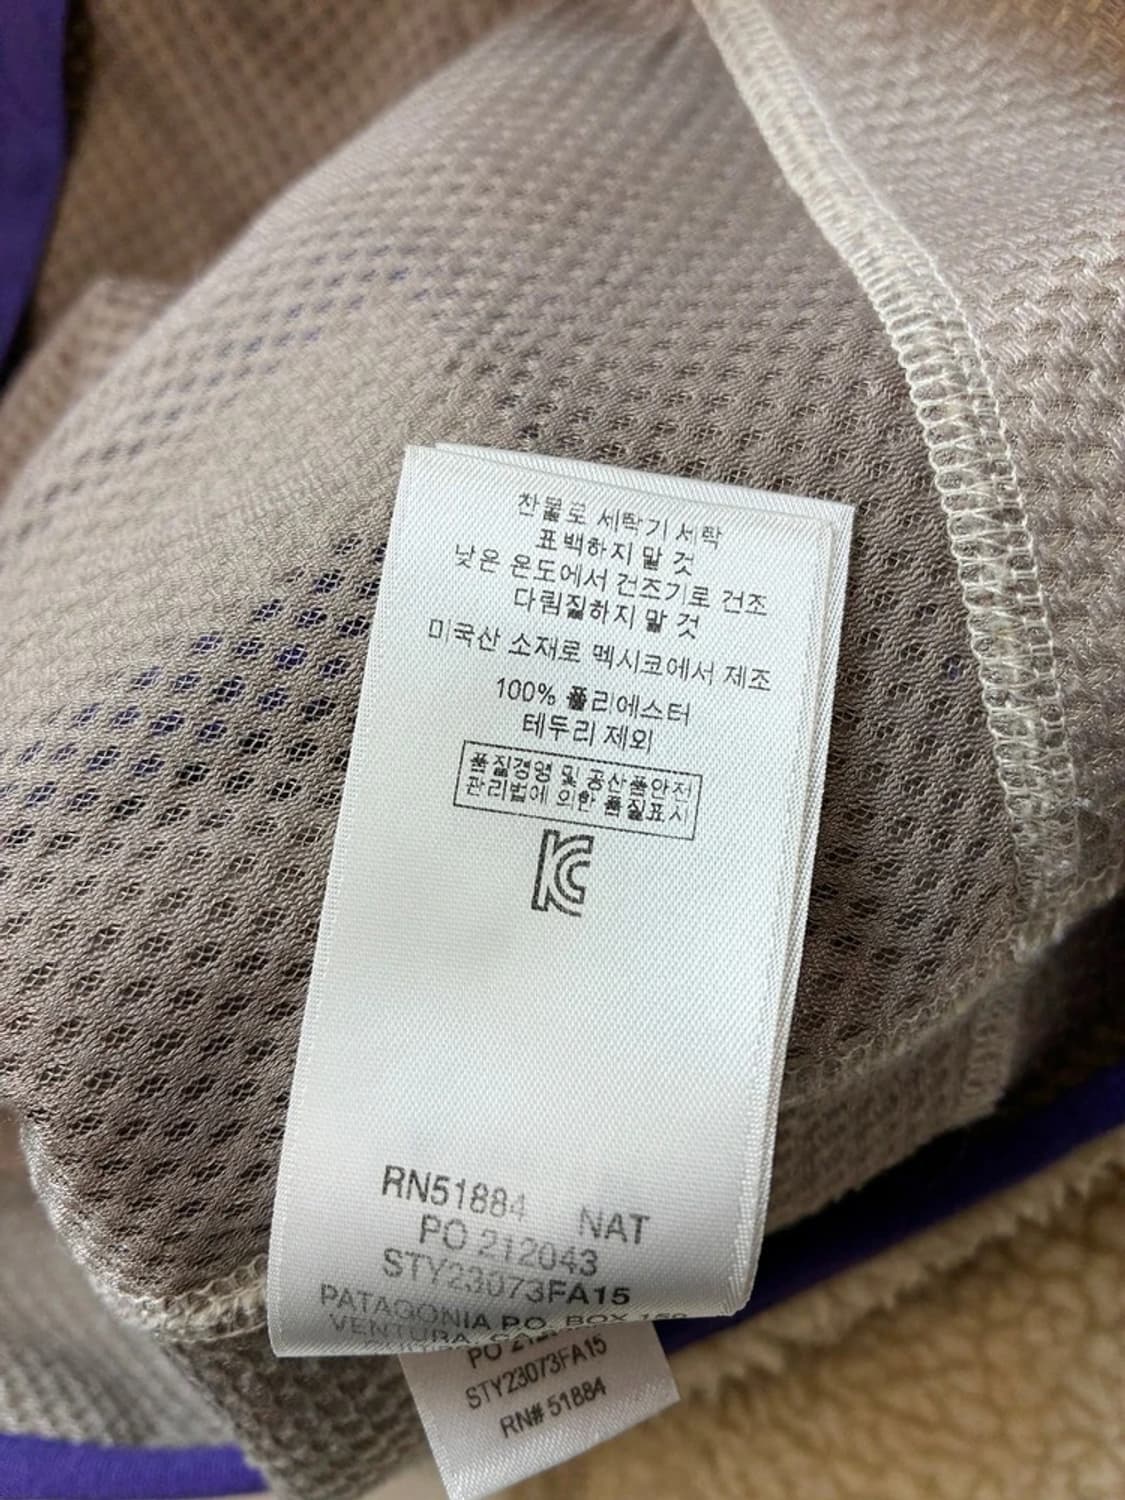 찬물로 세탁기 세탁
표백하지 말 것
낮은 온도에서 건조기로 건조
다림질하지 말 것
미국산 소재로 멕시코에서 제조
100% 폴리에스터
테두리 제외
품질경영 및 공산품안전
관리법에 의한 품질표시
KC
RN51884 NAT
PO 212043
STY23073FA15
PATAGONIA P.O. BOX 150
VENTURA,
PO
STY23073FA15
RN# 51884